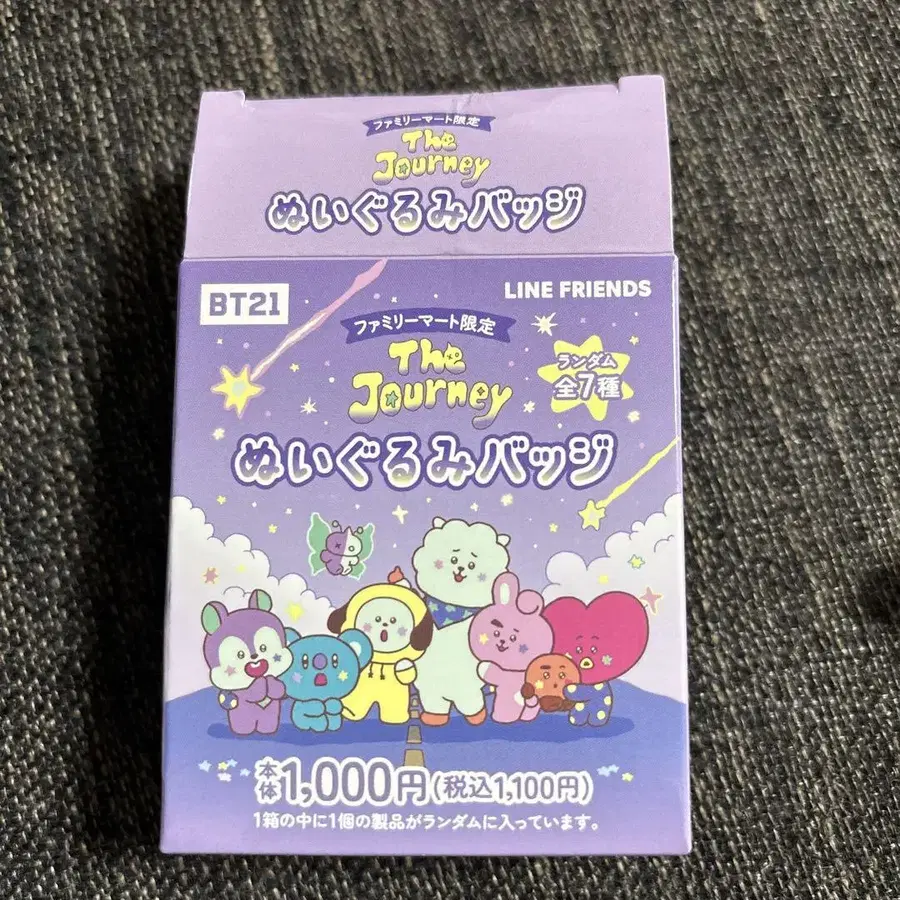 ファミリーマート限定
The
Journey
ぬいぐるみバッジ
BT21
LINE FRIENDS
ファミリーマート限定
The
Journey
ランダム
全7種
ぬいぐるみバッジ
本体1,000円(税込1,100円)
1箱の中に1個の製品がランダムに入っています。